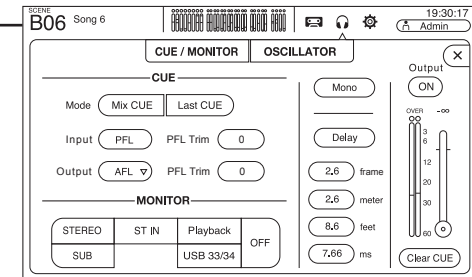 SCENE
B06 Song 6
19:30:17
Admin
CUE / MONITOR OSCILLATOR
CUE
Mode Mix CUE Last CUE
Input PFL PFL Trim 0
Output AFL PFL Trim 0
MONITOR
STEREO ST IN Playback OFF
SUB USB 33/34
Mono
Delay
2.6 frame
2.6 meter
8.6 feet
7.66 ms
Output
ON
OVER -∞
3
6
12
20
30
60
Clear CUE